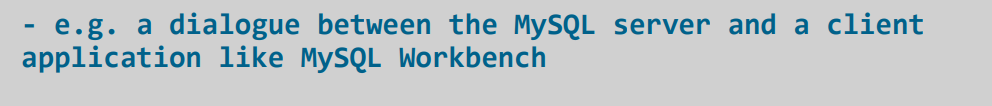 - e.g. a dialogue between the MySQL server and a client
application like MySQL Workbench